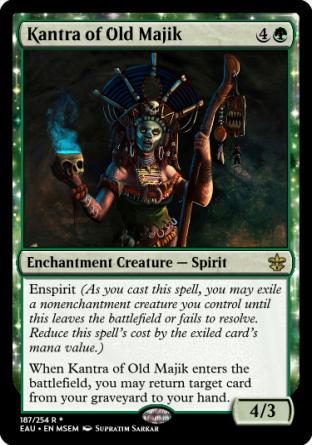 Kantra of Old Majik 4
Enchantment Creature — Spirit
Enspirit (As you cast this spell, you may exile
a nonenchantment creature you control until
this leaves the battlefield or fails to resolve.
Reduce this spell's cost by the exiled card's
mana value.)
When Kantra of Old Majik enters the
battlefield, you may return target card
from your graveyard to your hand.
4/3
187/254 R *
EAU • EN MSEM Supratim Sarkar